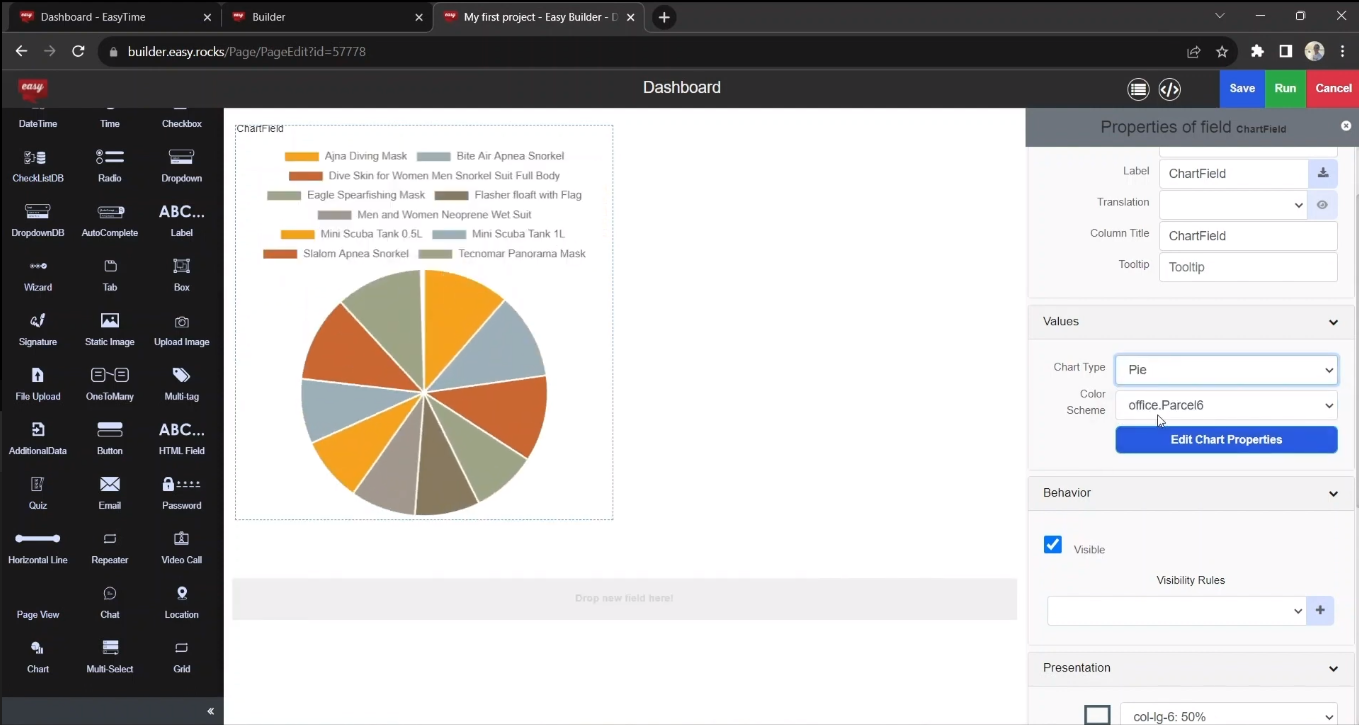 Dashboard - EasyTime
Builder
My first project - Easy Builder - D
builder.easy.rocks/Page/PageEdit?id=57778
easy
Dashboard
Save
Run
Cancel
DateTime
Time
Checkbox
CheckListDB
Radio
Dropdown
ABC...
DropdownDB
AutoComplete
Label
Wizard
Tab
Box
Signature
Static Image
Upload Image
File Upload
OneToMany
Multi-tag
ABC...
AdditionalData
Button
HTML Field
Quiz
Email
Password
Horizontal Line
Repeater
Video Call
Page View
Chat
Location
Chart
Multi-Select
Grid
«
ChartField
Ajna Diving Mask
Bite Air Apnea Snorkel
Dive Skin for Women Men Snorkel Suit Full Body
Eagle Spearfishing Mask
Flasher floaft with Flag
Men and Women Neoprene Wet Suit
Mini Scuba Tank 0.5L
Mini Scuba Tank 1L
Slalom Apnea Snorkel
Tecnomar Panorama Mask
Drop new field here!
Properties of field ChartField
Label
ChartField
Translation
Column Title
ChartField
Tooltip
Tooltip
Values
Chart Type
Pie
Color
Scheme
office.Parcel6
Edit Chart Properties
Behavior
Visible
Visibility Rules
+
Presentation
col-lg-6: 50%